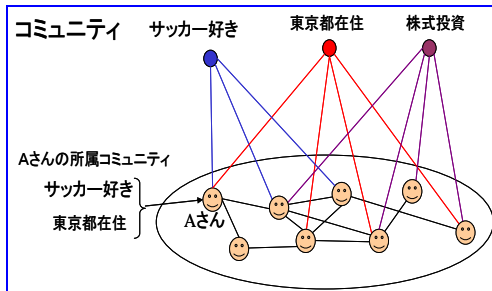 コミュニティ
サッカー好き
東京都在住
株式投資
Aさんの所属コミュニティ
サッカー好き
東京都在住
Aさん